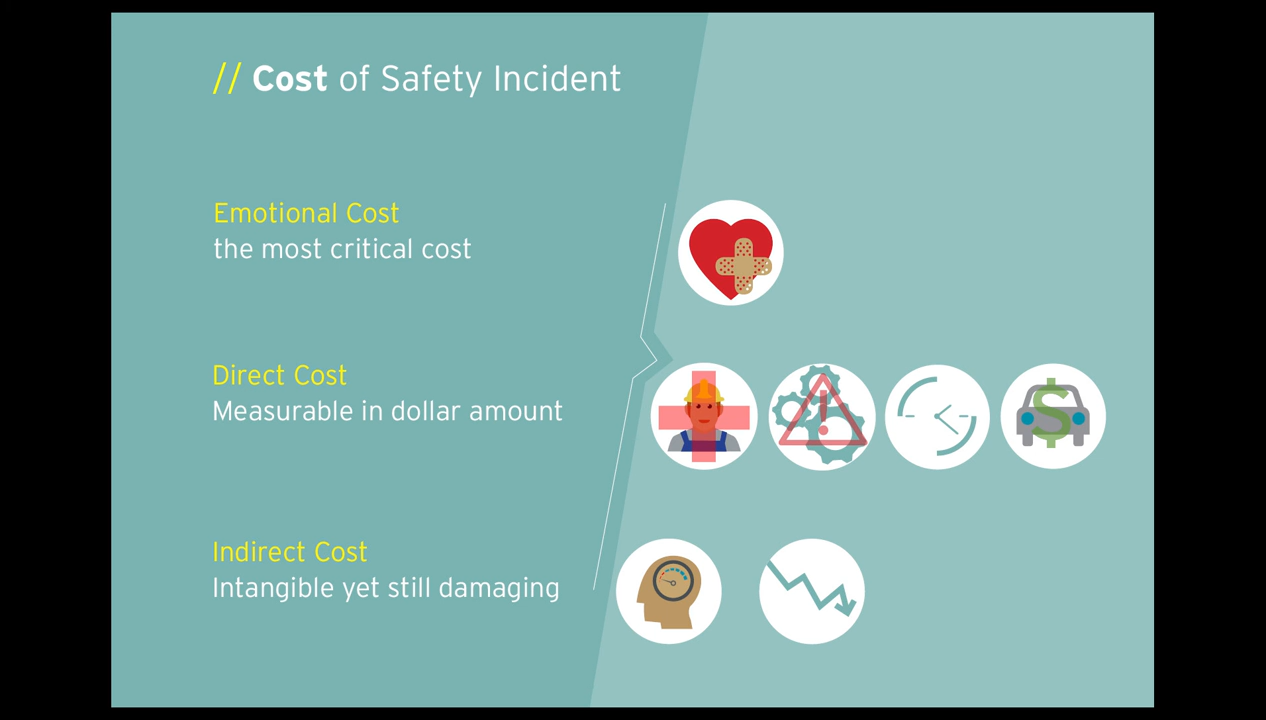 // Cost of Safety Incident
Emotional Cost
the most critical cost
Direct Cost
Measurable in dollar amount
$
Indirect Cost
Intangible yet still damaging